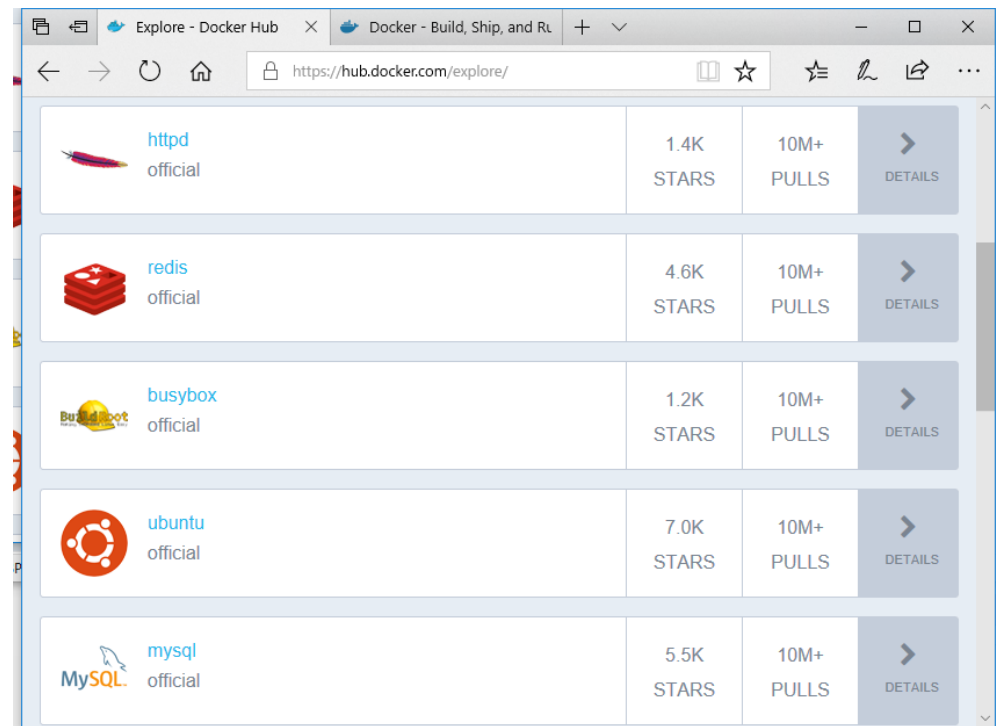 Explore - Docker Hub
Docker - Build, Ship, and Ru
https://hub.docker.com/explore/
httpd
official
1.4K
STARS
10M+
PULLS
DETAILS
redis
official
4.6K
STARS
10M+
PULLS
DETAILS
BuildRoot
busybox
official
1.2K
STARS
10M+
PULLS
DETAILS
ubuntu
official
7.0K
STARS
10M+
PULLS
DETAILS
MySQL
mysql
official
5.5K
STARS
10M+
PULLS
DETAILS